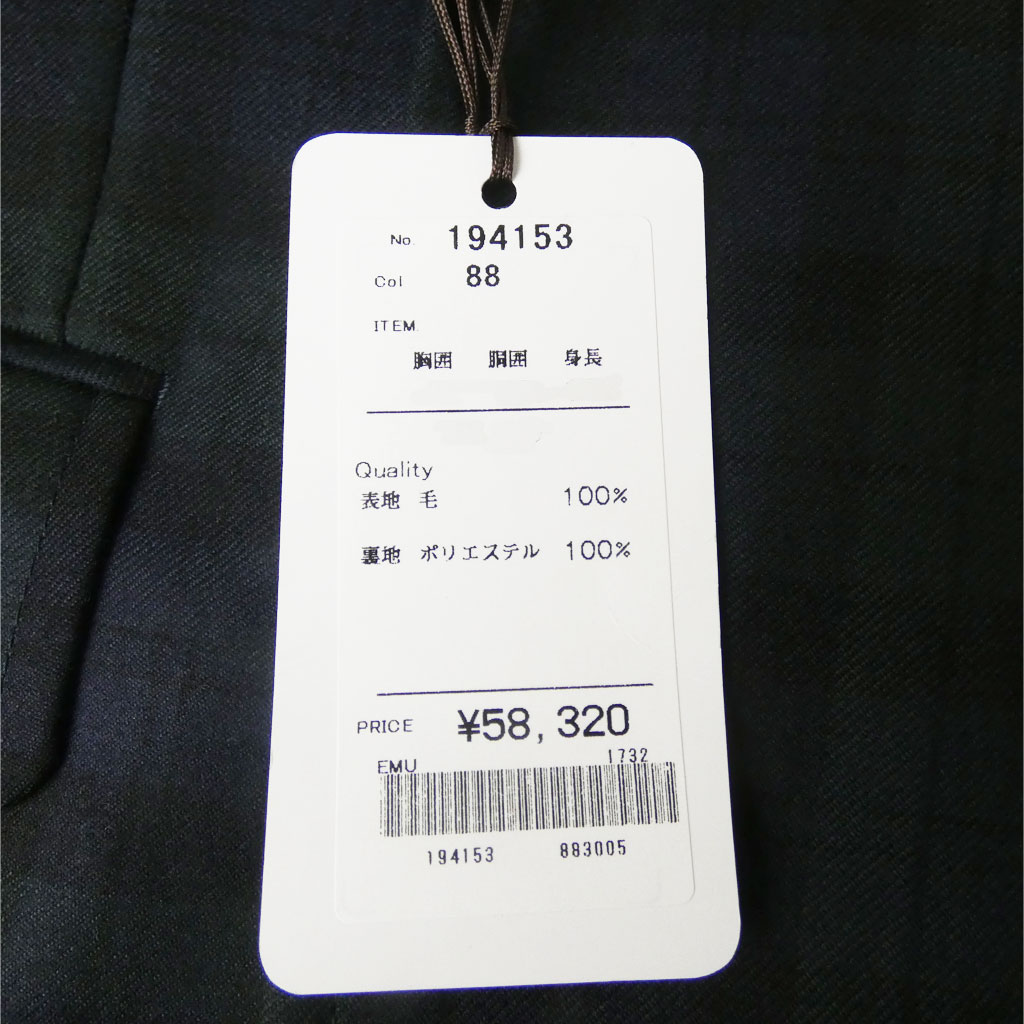 No. 194153
Col 88
ITEM.
胸囲 胴囲 身長
Quality
表地 毛 100%
裏地 ポリエステル 100%
PRICE ¥58,320
EMU 1732
194153 883005